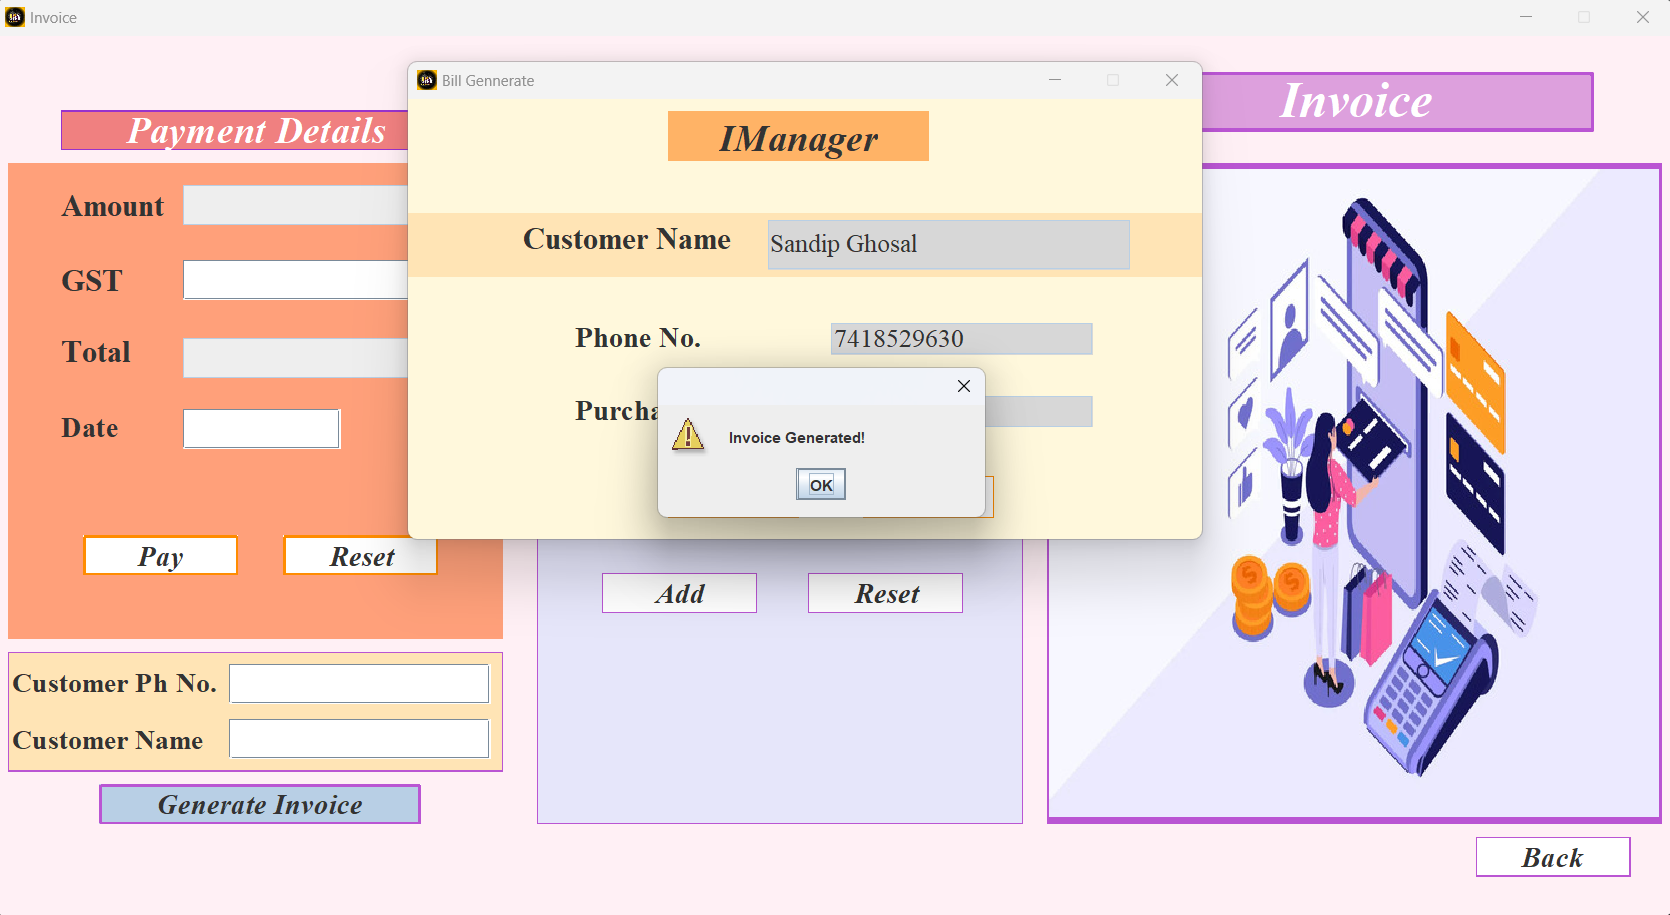 Invoice
Bill Gennerate
Invoice
IManager
Payment Details
Customer Name
Sandip Ghosal
Amount
GST
Total
Date
Phone No.
7418529630
Invoice Generated!
OK
Pay
Reset
Add
Reset
Customer Ph No.
Customer Name
Generate Invoice
Back